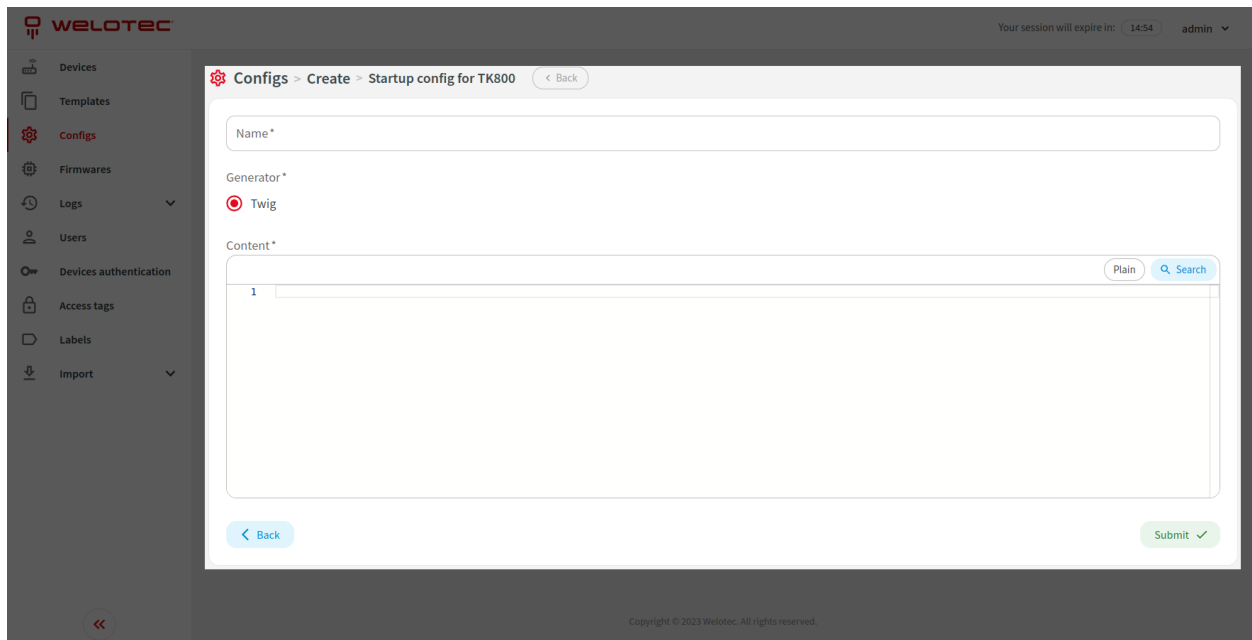 WELOTEC
Your session will expire in: 14:54 admin
Devices
Templates
Configs
Firmwares
Logs
Users
Devices authentication
Access tags
Labels
Import
Configs > Create > Startup config for TK800 Back
Name*
Generator*
Twig
Content*
Plain Search
1
Back
Submit
Copyright © 2023 Welotec. All rights reserved.